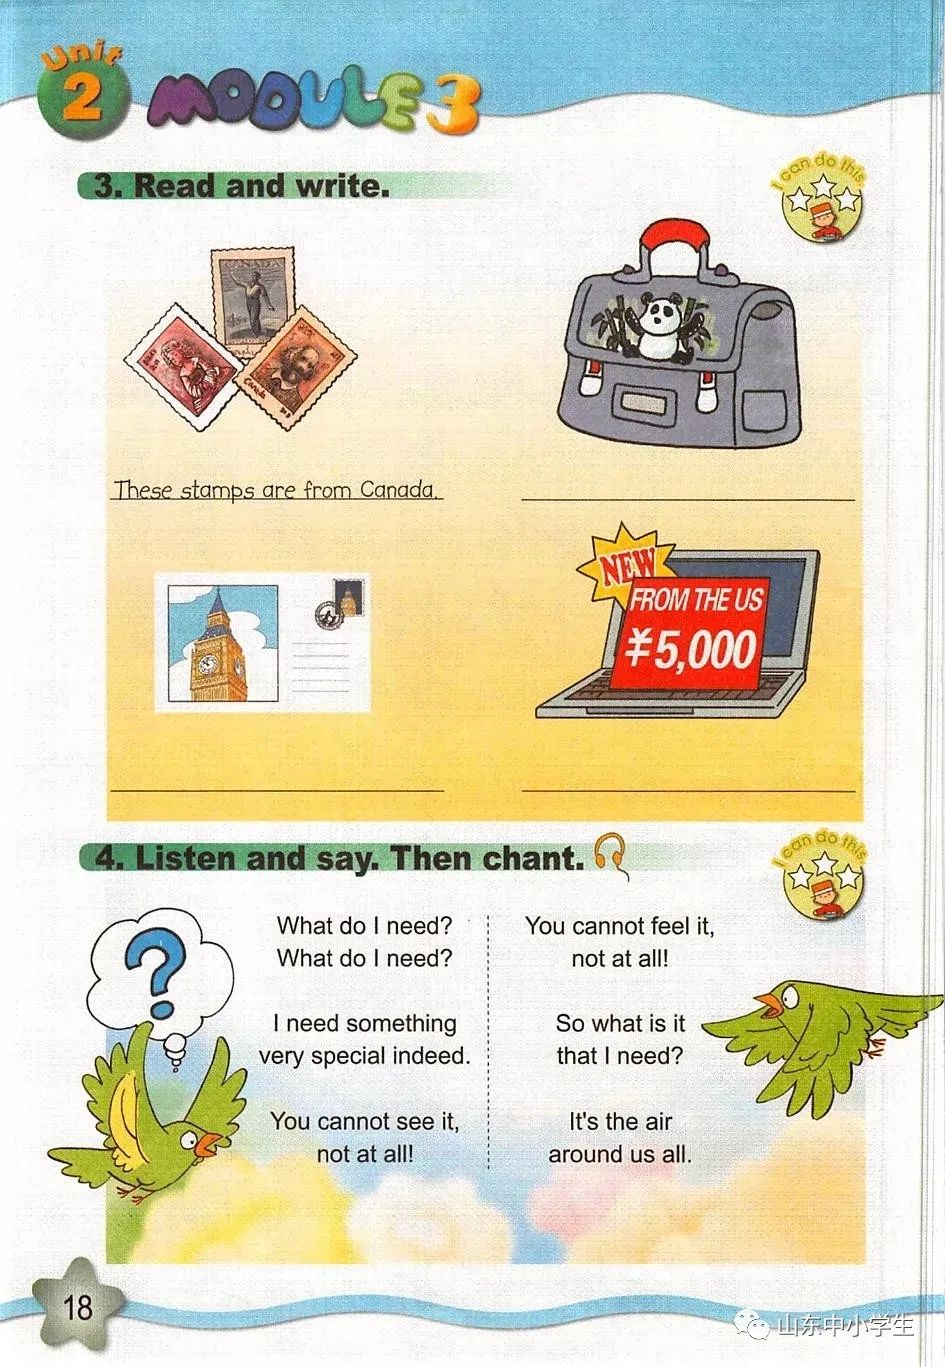 Unit
2 MODULE 3
3. Read and write.
I can do this.
CANADA
Canada
These stamps are from Canada.
NEW
FROM THE US
¥5,000
4. Listen and say. Then chant.
I can do this.
?
What do I need?
What do I need?
I need something
very special indeed.
You cannot see it,
not at all!
You cannot feel it,
not at all!
So what is it
that I need?
It's the air
around us all.
18
山东中小学生